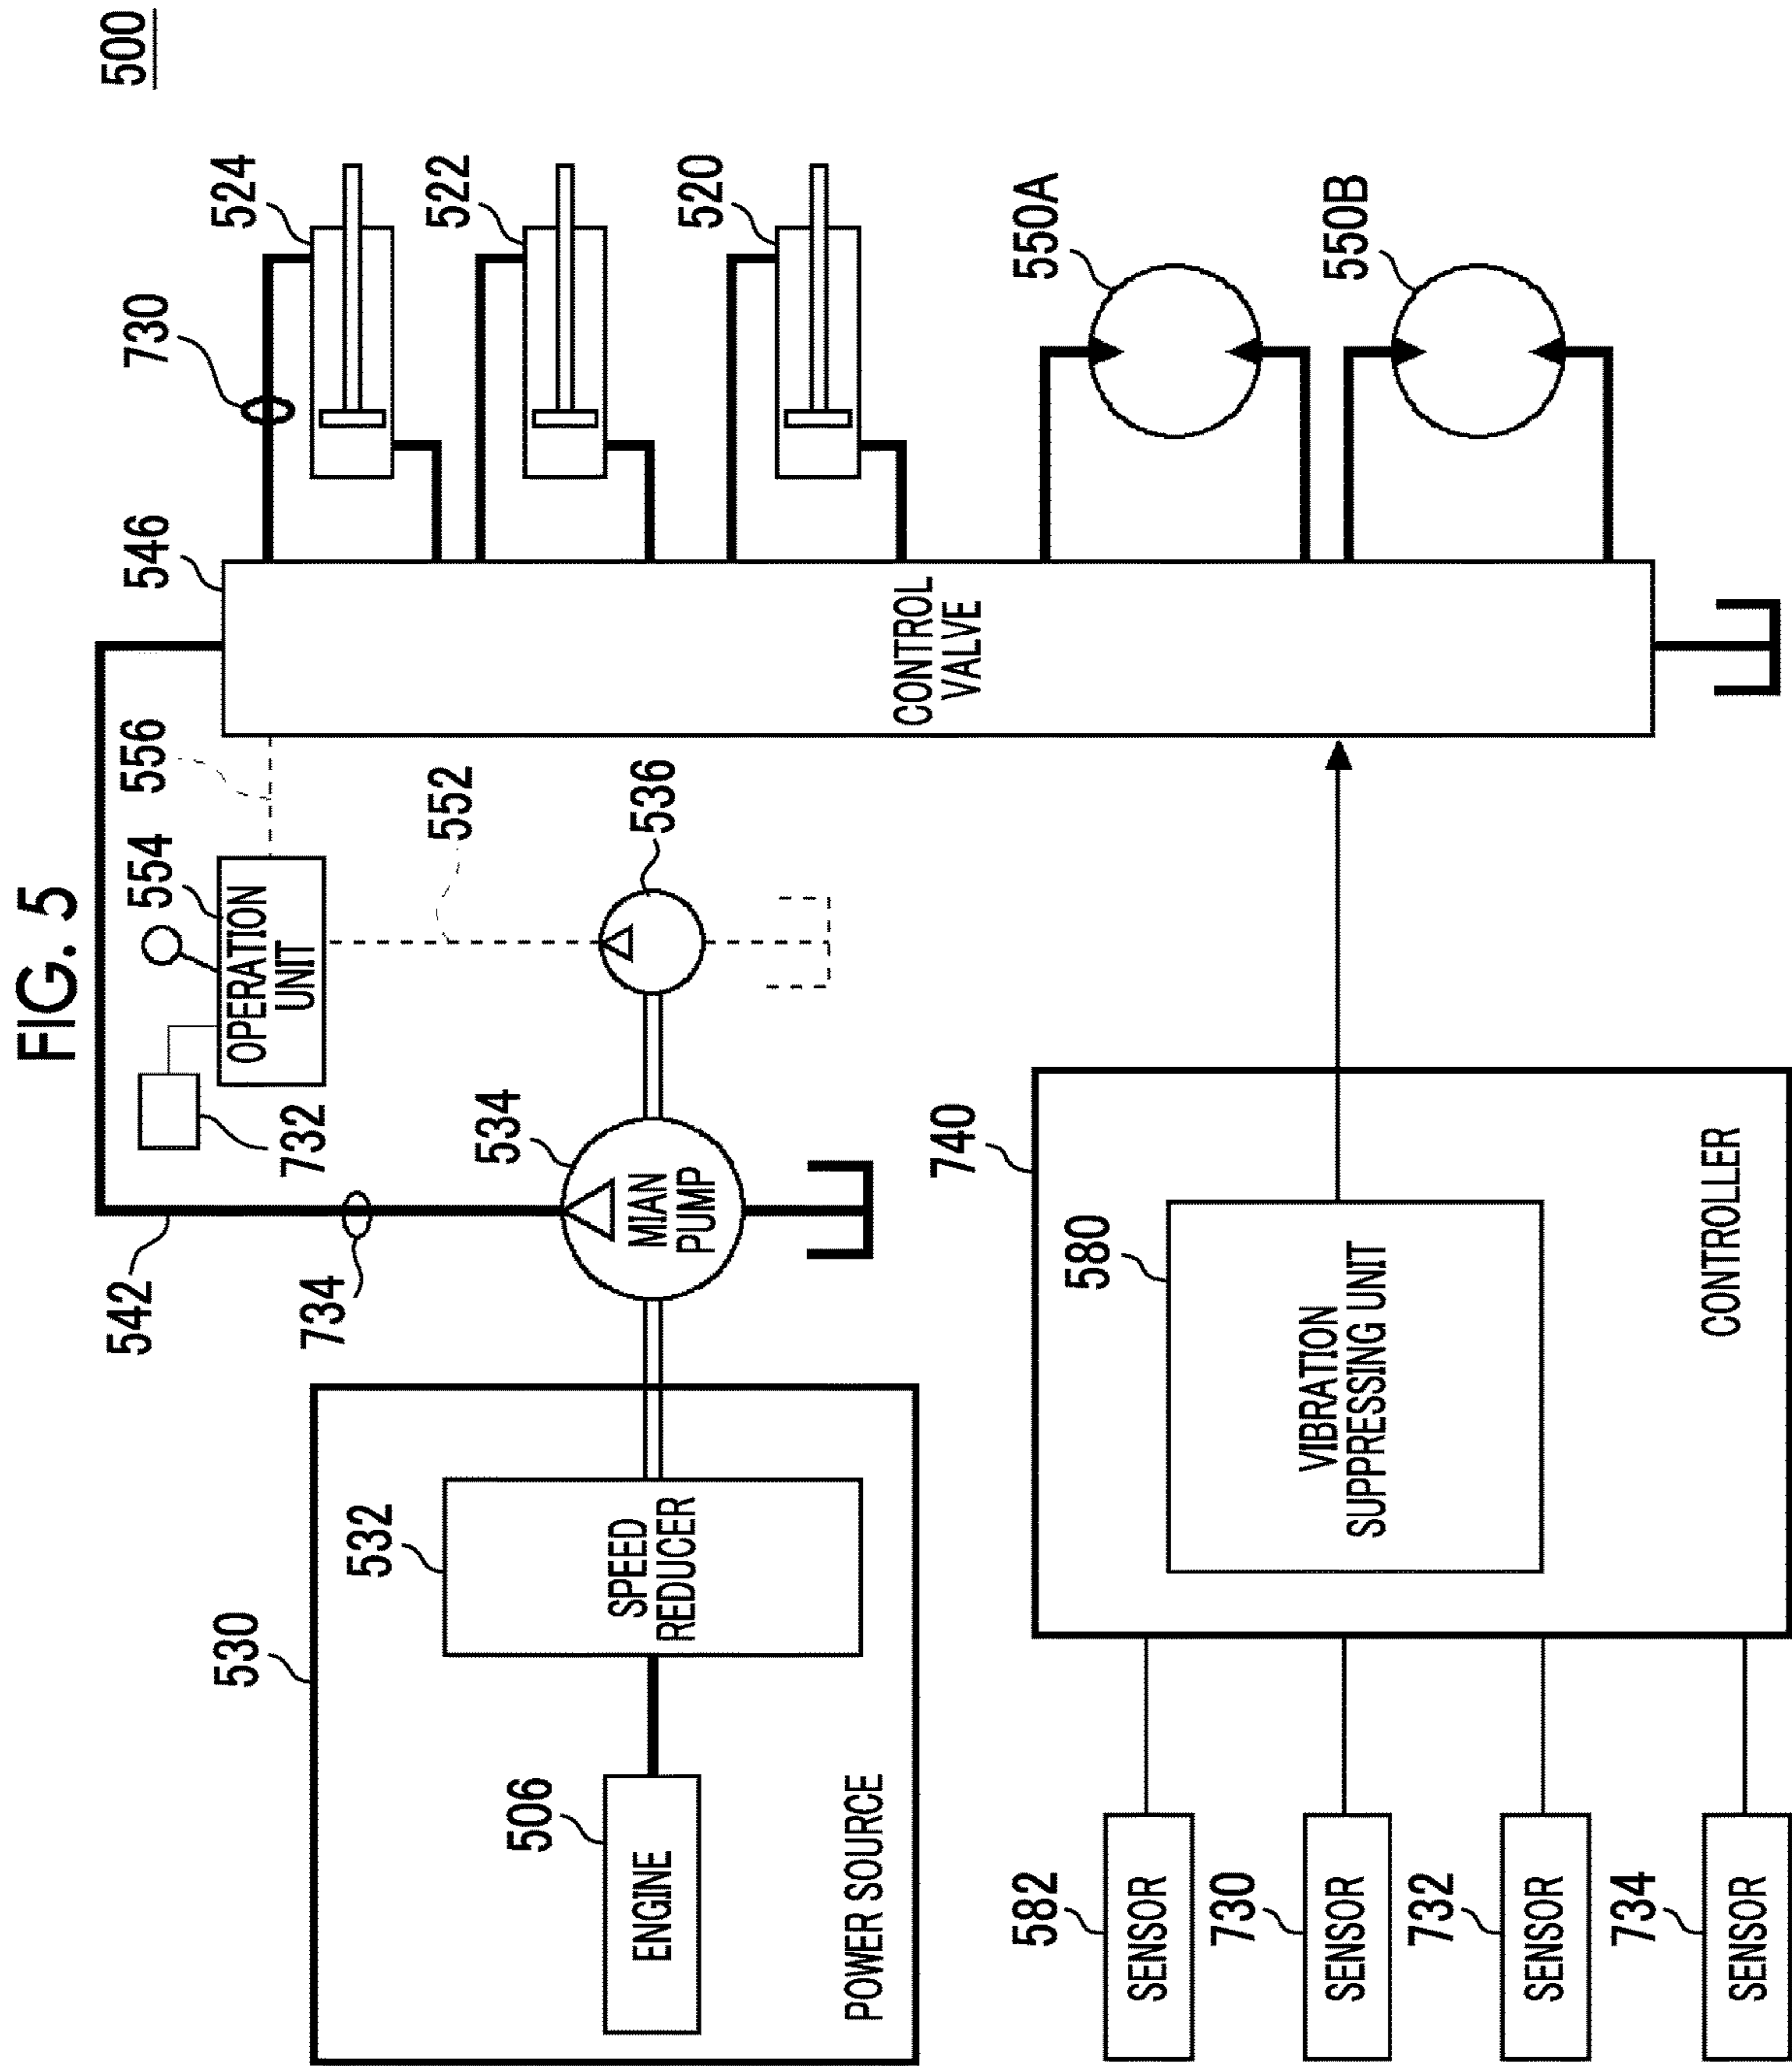 FIG. 5
500
530
532
506
ENGINE
SPEED
REDUCER
POWER SOURCE
542
734
534
MIAN
PUMP
732
554
OPERATION
UNIT
556
552
536
546
CONTROL
VALVE
730
524
522
520
550A
550B
740
580
VIBRATION
SUPPRESSING UNIT
CONTROLLER
582
SENSOR
730
SENSOR
732
SENSOR
734
SENSOR